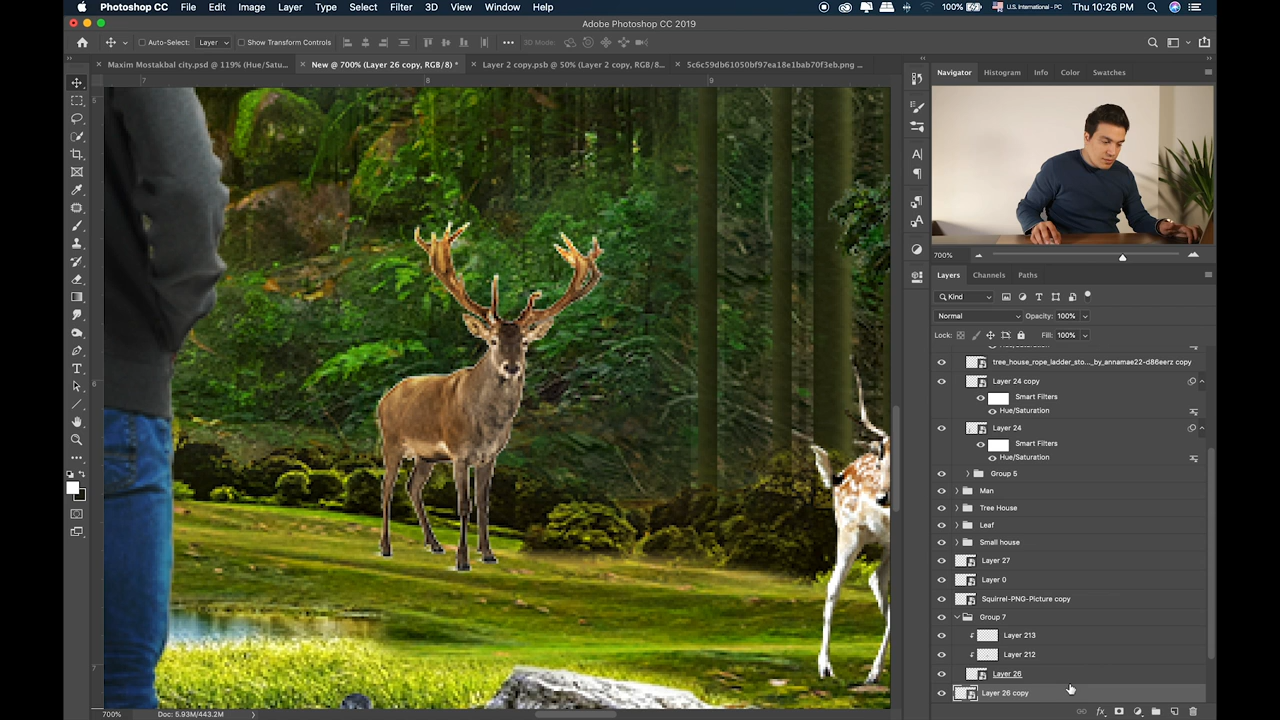 Photoshop CC File Edit Image Layer Type Select Filter 3D View Window Help 100% U.S. International - PC Thu 10:26 PM
Adobe Photoshop CC 2019
Auto-Select: Layer Show Transform Controls 3D Mode:
Maxim Mostakbal city.psd @ 119% (Hue/Satu... New @ 700% (Layer 26 copy, RGB/8) * Layer 2 copy.psb @ 50% (Layer 2 copy, RGB/8... 5c6c59db61050bf97ea18e1bab70f3eb.png ...
7 8 9
5
6
7
Navigator Histogram Info Color Swatches
700%
Layers Channels Paths
Kind
Normal Opacity: 100%
Lock: Fill: 100%
tree_house_rope_ladder_sto..._by_annamae22-d86eerz copy
Layer 24 copy
Smart Filters
Hue/Saturation
Layer 24
Smart Filters
Hue/Saturation
Group 5
Man
Tree House
Leaf
Small house
Layer 27
Layer 0
Squirrel-PNG-Picture copy
Group 7
Layer 213
Layer 212
Layer 26
Layer 26 copy
700% Doc: 5.93M/443.2M